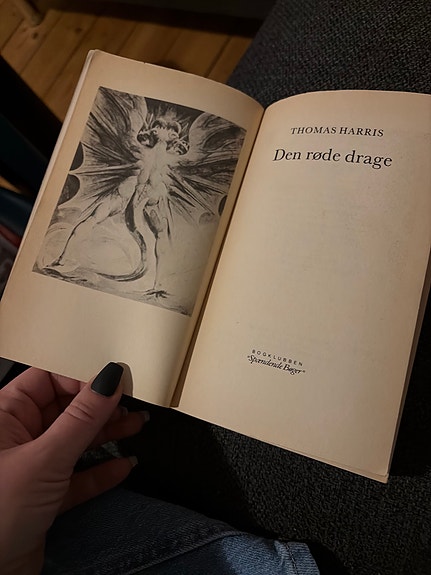 THOMAS HARRIS
Den røde drage
BOGKLUBBEN
»Spændende Bøger«